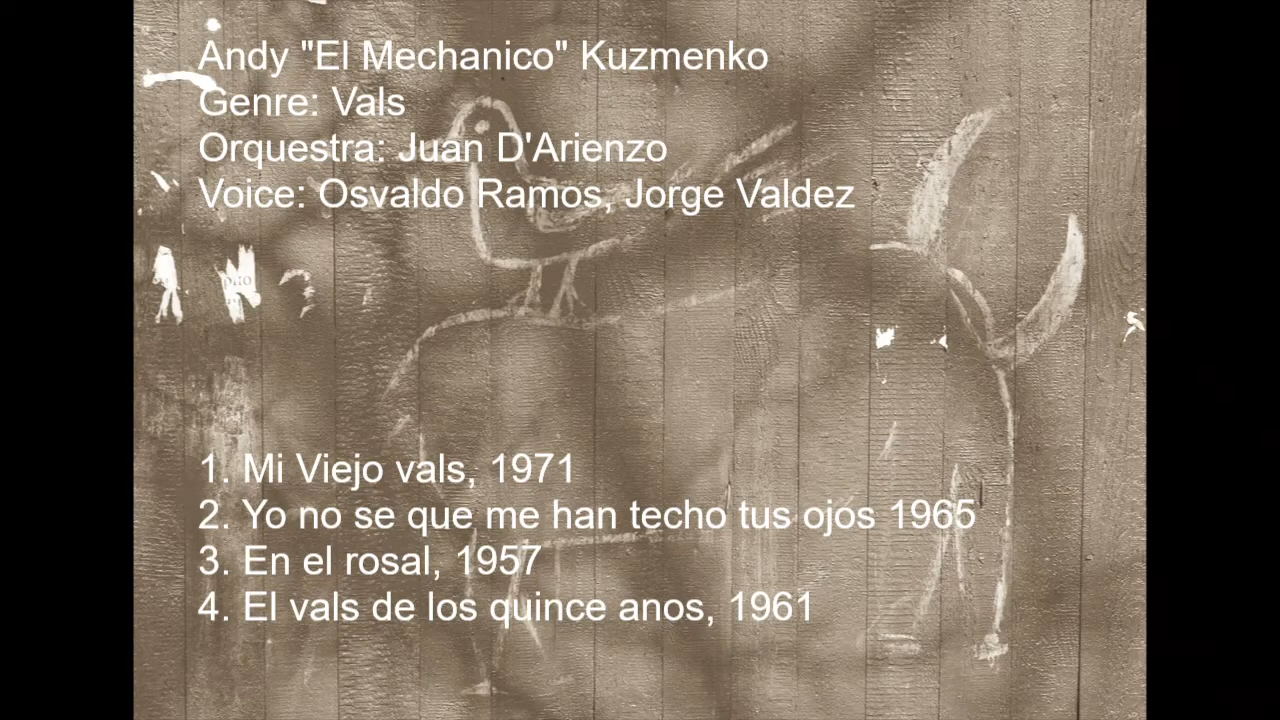 Andy "El Mechanico" Kuzmenko
Genre: Vals
Orquestra: Juan D'Arienzo
Voice: Osvaldo Ramos, Jorge Valdez
1. Mi Viejo vals, 1971
2. Yo no se que me han techo tus ojos 1965
3. En el rosal, 1957
4. El vals de los quince anos, 1961